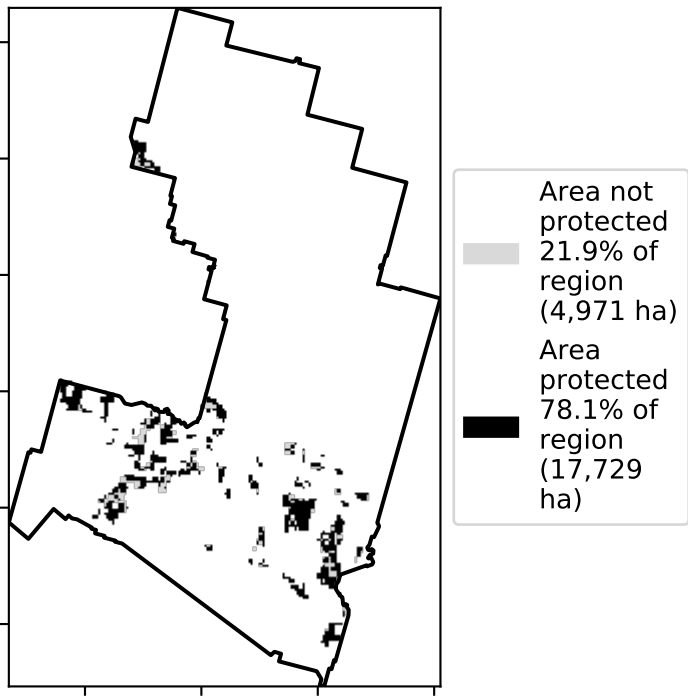 Area not
protected
21.9% of
region
(4,971 ha)
Area
protected
78.1% of
region
(17,729
ha)